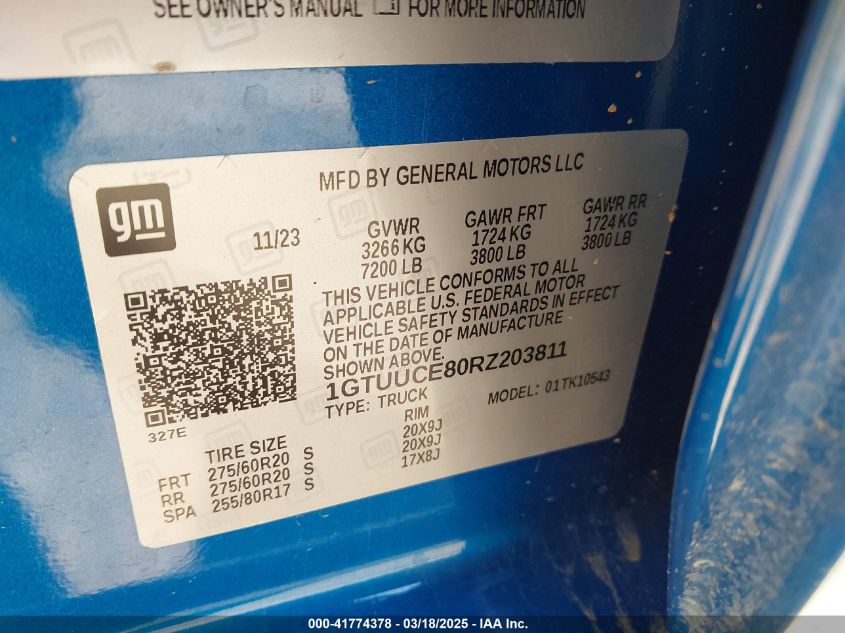 SEE OWNER'S MANUAL FOR MORE INFORMATION
MFD BY GENERAL MOTORS LLC
gm
11/23
GVWR GAWR FRT GAWR RR
3266 KG 1724 KG 1724 KG
7200 LB 3800 LB 3800 LB
THIS VEHICLE CONFORMS TO ALL
APPLICABLE U.S. FEDERAL MOTOR
VEHICLE SAFETY STANDARDS IN EFFECT
ON THE DATE OF MANUFACTURE
SHOWN ABOVE.
1GTUUCE80RZ203811
TYPE: TRUCK MODEL: 01TK10543
327E
TIRE SIZE RIM
FRT 275/60R20 S 20X9J
RR 275/60R20 S 20X9J
SPA 255/80R17 S 17X8J
000-41774378 / 03/18/2025 - IAA Inc.